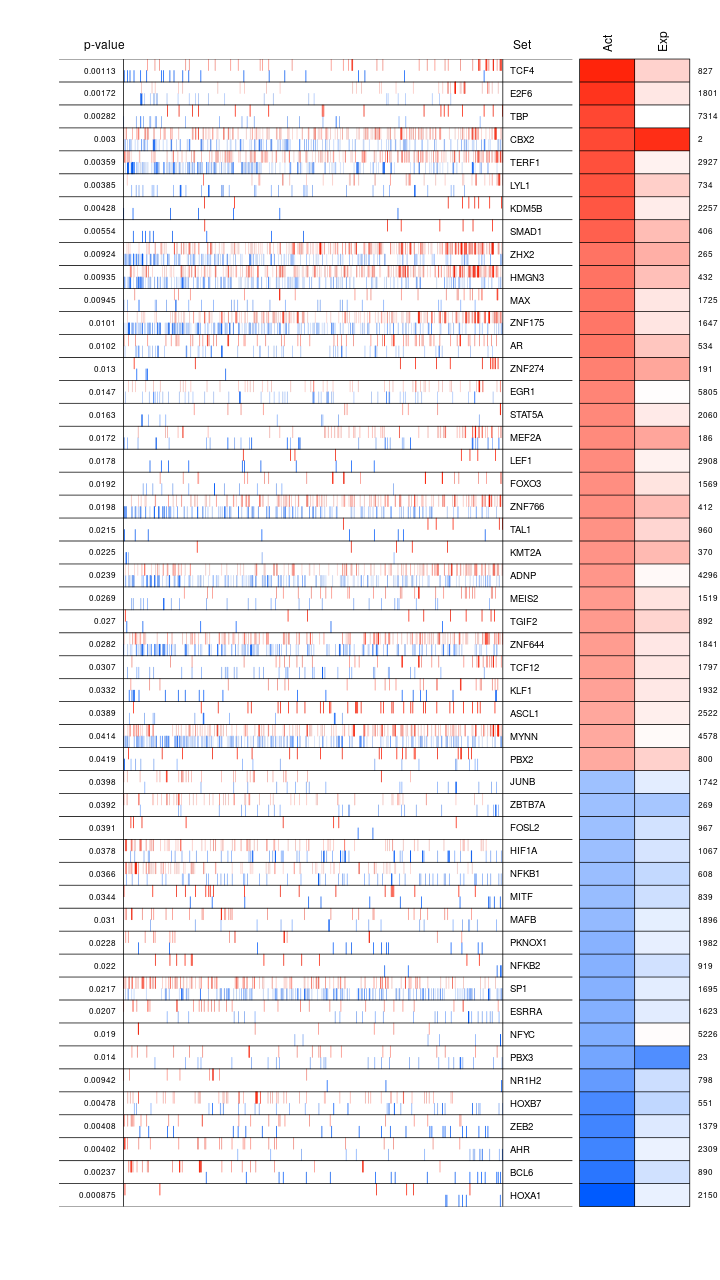 p-value Set Act Exp
0.00113 TCF4 827
0.00172 E2F6 1801
0.00282 TBP 7314
0.003 CBX2 2
0.00359 TERF1 2927
0.00385 LYL1 734
0.00428 KDM5B 2257
0.00554 SMAD1 406
0.00924 ZHX2 265
0.00935 HMGN3 432
0.00945 MAX 1725
0.0101 ZNF175 1647
0.0102 AR 534
0.013 ZNF274 191
0.0147 EGR1 5805
0.0163 STAT5A 2060
0.0172 MEF2A 186
0.0178 LEF1 2908
0.0192 FOXO3 1569
0.0198 ZNF766 412
0.0215 TAL1 960
0.0225 KMT2A 370
0.0239 ADNP 4296
0.0269 MEIS2 1519
0.027 TGIF2 892
0.0282 ZNF644 1841
0.0307 TCF12 1797
0.0332 KLF1 1932
0.0389 ASCL1 2522
0.0414 MYNN 4578
0.0419 PBX2 800
0.0398 JUNB 1742
0.0392 ZBTB7A 269
0.0391 FOSL2 967
0.0378 HIF1A 1067
0.0366 NFKB1 608
0.0344 MITF 839
0.031 MAFB 1896
0.0228 PKNOX1 1982
0.022 NFKB2 919
0.0217 SP1 1695
0.0207 ESRRA 1623
0.019 NFYC 5226
0.014 PBX3 23
0.00942 NR1H2 798
0.00478 HOXB7 551
0.00408 ZEB2 1379
0.00402 AHR 2309
0.00237 BCL6 890
0.000875 HOXA1 2150